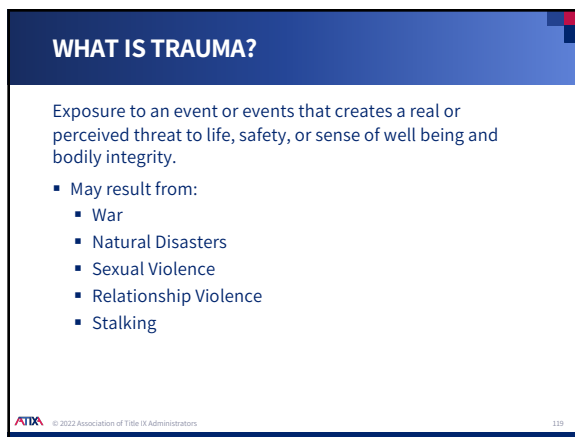 WHAT IS TRAUMA?
Exposure to an event or events that creates a real or
perceived threat to life, safety, or sense of well being and
bodily integrity.
▪ May result from:
▪ War
▪ Natural Disasters
▪ Sexual Violence
▪ Relationship Violence
▪ Stalking
ATIXA © 2022 Association of Title IX Administrators 119